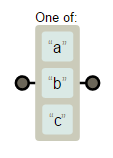 One of:
“a”
“b”
“c”